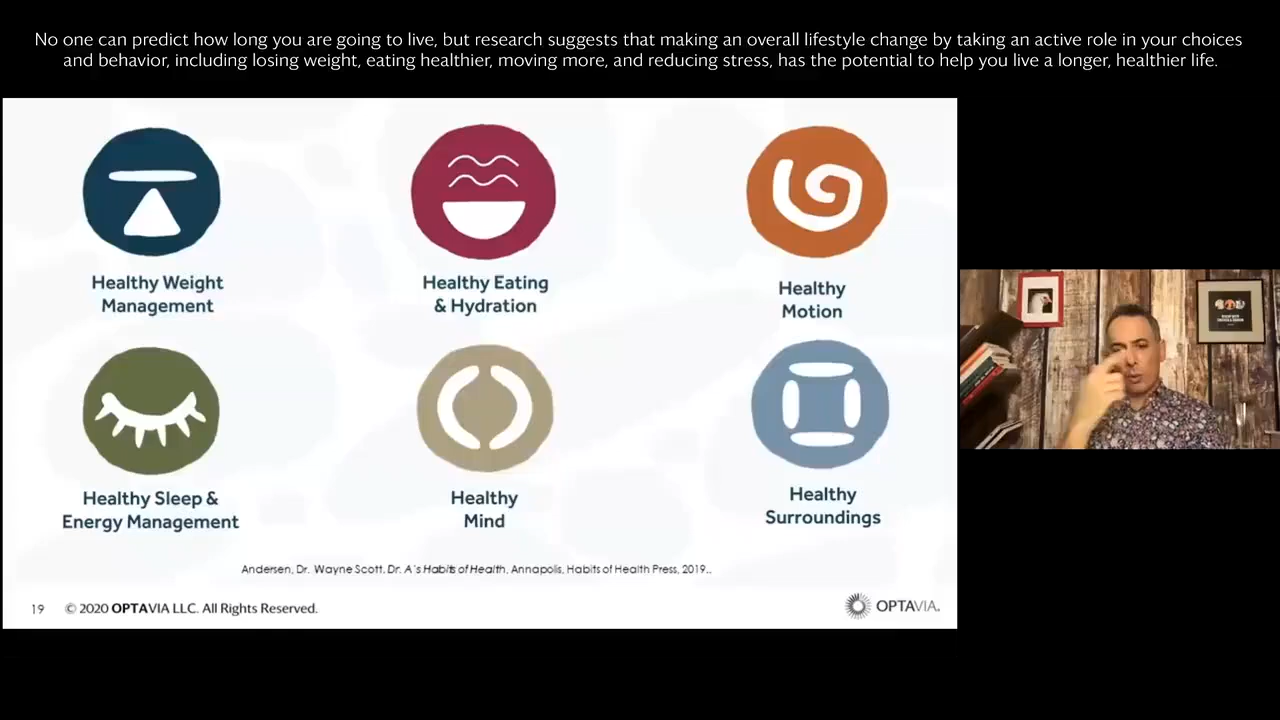 No one can predict how long you are going to live, but research suggests that making an overall lifestyle change by taking an active role in your choices
and behavior, including losing weight, eating healthier, moving more, and reducing stress, has the potential to help you live a longer, healthier life.
Healthy Weight
Management
Healthy Eating
& Hydration
Healthy
Motion
Healthy Sleep &
Energy Management
Healthy
Mind
Healthy
Surroundings
Andersen, Dr. Wayne Scott. Dr. A's Habits of Health, Annapolis, Habits of Health Press, 2019..
19 © 2020 OPTAVIA LLC. All Rights Reserved.
OPTAVIA.